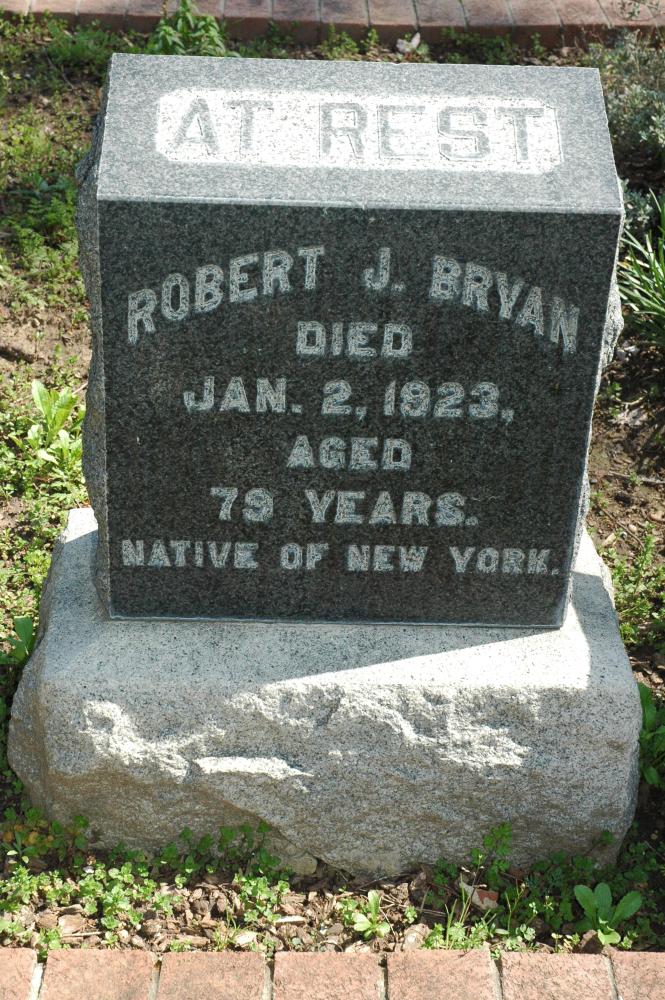 AT REST
ROBERT J. BRYAN
DIED
JAN. 2, 1923,
AGED
79 YEARS.
NATIVE OF NEW YORK.